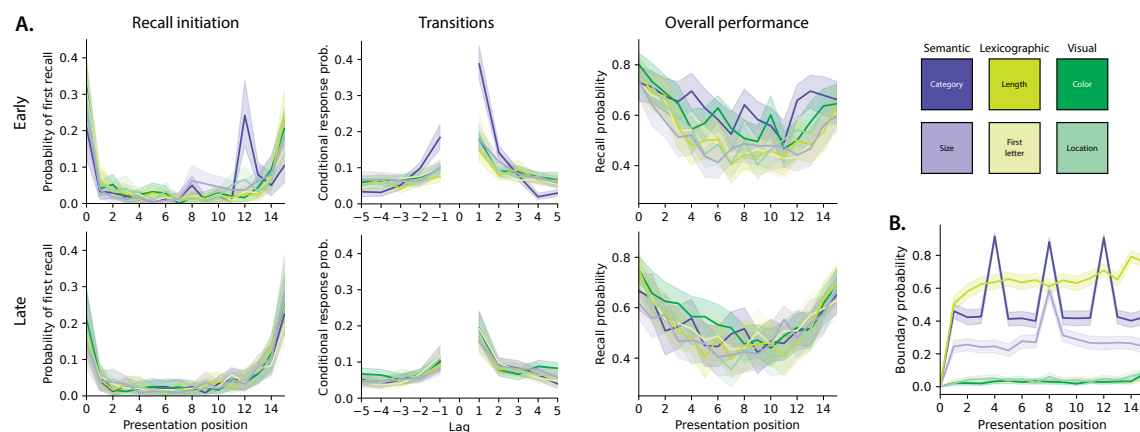 A.
Recall initiation
Transitions
Overall performance
Early
Probability of first recall
0.4
0.3
0.2
0.1
0.0
0 2 4 6 8 10 12 14
Conditional response prob.
0.4
0.3
0.2
0.1
0.0
−5 −4 −3 −2 −1 0 1 2 3 4 5
Recall probability
0.8
0.6
0.4
0 2 4 6 8 10 12 14
Semantic Lexicographic Visual
Category Length Color
Size First letter Location
Late
Probability of first recall
0.4
0.3
0.2
0.1
0.0
0 2 4 6 8 10 12 14
Presentation position
Conditional response prob.
0.4
0.3
0.2
0.1
0.0
−5 −4 −3 −2 −1 0 1 2 3 4 5
Lag
Recall probability
0.8
0.6
0.4
0 2 4 6 8 10 12 14
Presentation position
B.
Boundary probability
0.8
0.6
0.4
0.2
0.0
0 2 4 6 8 10 12 14
Presentation position